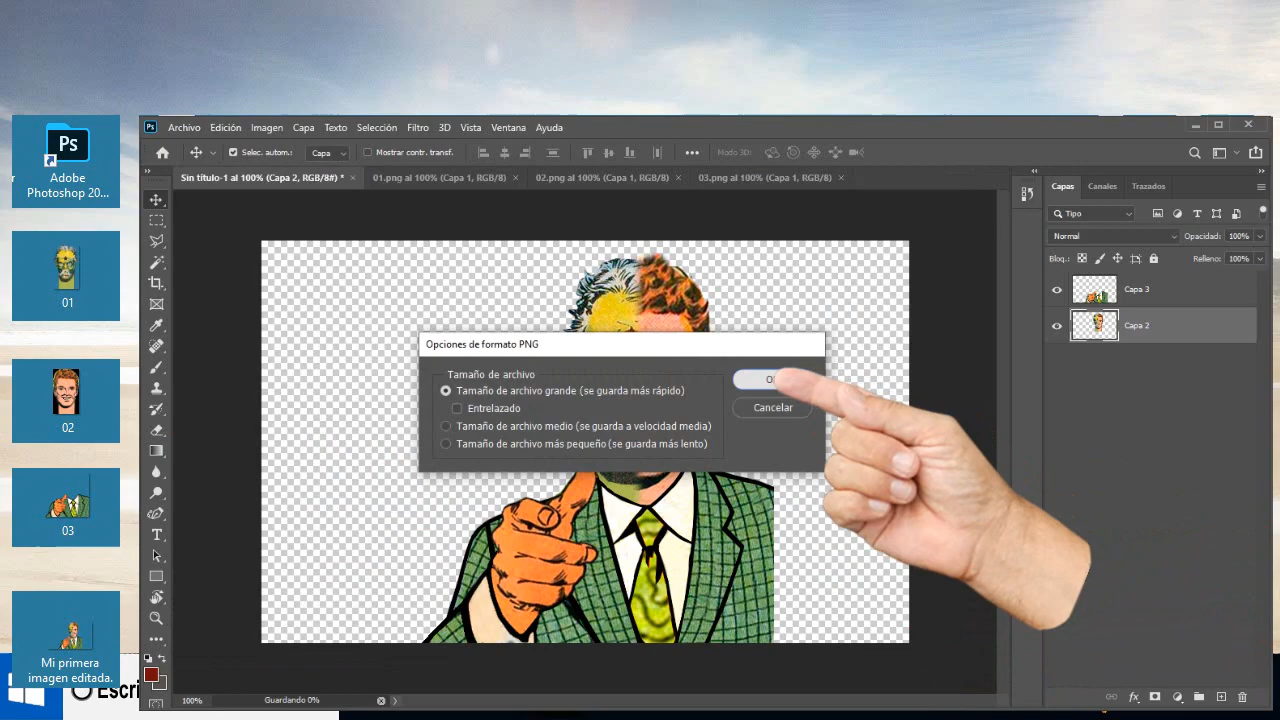 Ps
Adobe
Photoshop 20...
01
02
03
Mi primera
imagen editada.
Escri
Ps Archivo Edición Imagen Capa Texto Selección Filtro 3D Vista Ventana Ayuda
Selec. autom.: Capa Mostrar contr. transf. Modo 3D:
Sin título-1 al 100% (Capa 2, RGB/8#) * 01.png al 100% (Capa 1, RGB/8) 02.png al 100% (Capa 1, RGB/8) 03.png al 100% (Capa 1, RGB/8)
Opciones de formato PNG
Tamaño de archivo
Tamaño de archivo grande (se guarda más rápido)
Entrelazado
Tamaño de archivo medio (se guarda a velocidad media)
Tamaño de archivo más pequeño (se guarda más lento)
Cancelar
Capas Canales Trazados
Tipo
Normal Opacidad: 100%
Bloq.: Relleno: 100%
Capa 3
Capa 2
100% Guardando 0%